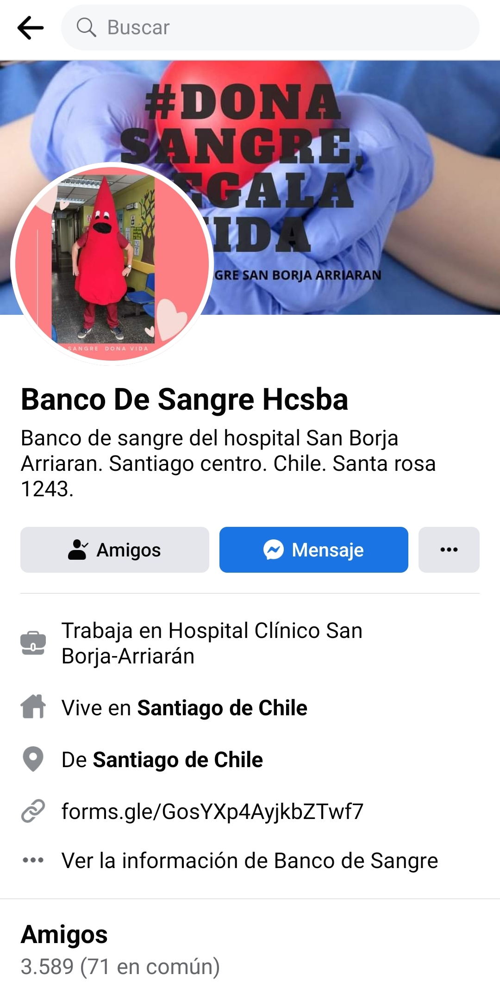 Buscar
#DONA
SANGRE,
EGALA
IDA
GRE SAN BORJA ARRIARAN
SANGRE DONA VIDA
Banco De Sangre Hcsba
Banco de sangre del hospital San Borja
Arriaran. Santiago centro. Chile. Santa rosa
1243.
Amigos
Mensaje
Trabaja en Hospital Clínico San
Borja-Arriarán
Vive en Santiago de Chile
De Santiago de Chile
forms.gle/GosYXp4AyjkbZTwf7
Ver la información de Banco de Sangre
Amigos
3.589 (71 en común)